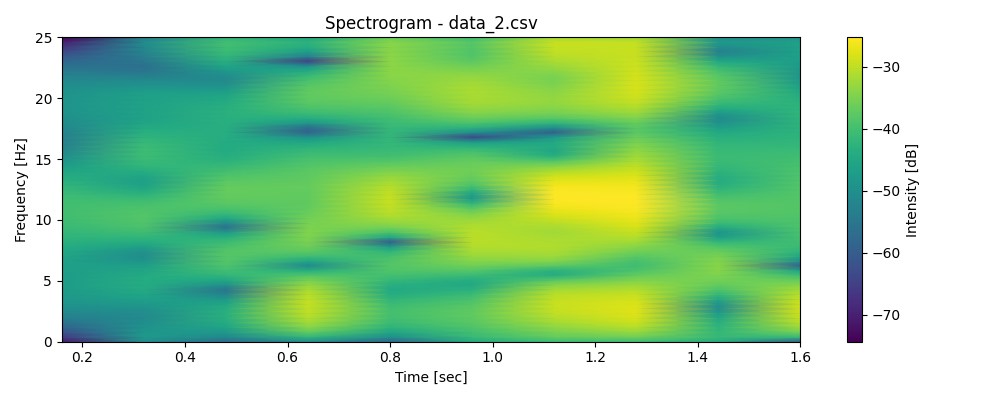 Spectrogram - data_2.csv
25
20
15
10
5
0
Frequency [Hz]
0.2 0.4 0.6 0.8 1.0 1.2 1.4 1.6
Time [sec]
−30
−40
−50
−60
−70
Intensity [dB]